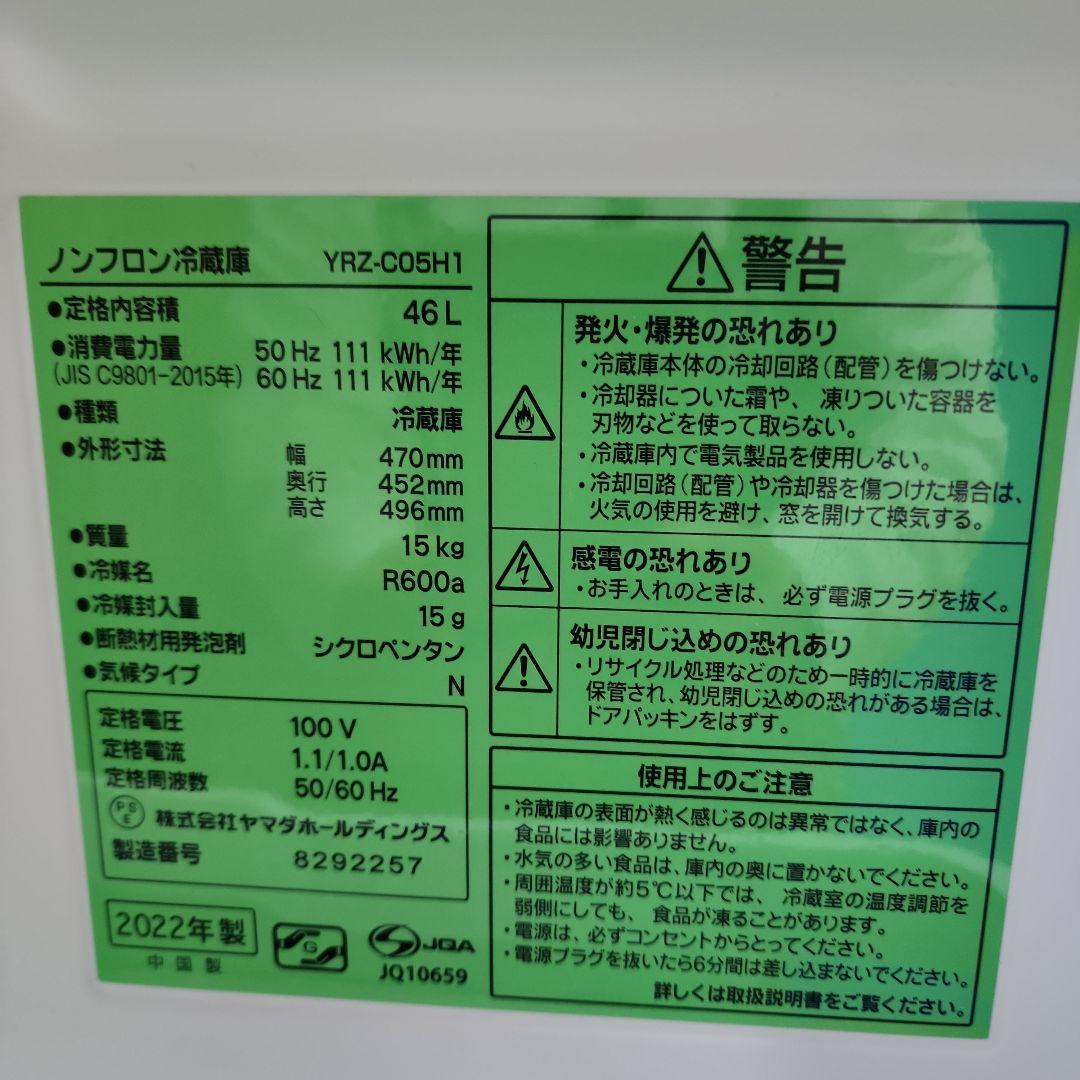 ノンフロン冷蔵庫 YRZ-C05H1
●定格内容積 46 L
●消費電力量 50 Hz 111 kWh/年
(JIS C9801-2015年) 60 Hz 111 kWh/年
●種類 冷蔵庫
●外形寸法 幅 470mm
奥行 452mm
高さ 496mm
●質量 15 kg
●冷媒名 R600a
●冷媒封入量 15 g
●断熱材用発泡剤 シクロペンタン
●気候タイプ N
定格電圧 100 V
定格電流 1.1/1.0A
定格周波数 50/60 Hz
PSE 株式会社ヤマダホールディングス
製造番号 8292257
2022年製
中国製
G
JQA
JQ10659
警告
発火・爆発の恐れあり
・冷蔵庫本体の冷却回路(配管)を傷つけない。
・冷却器についた霜や、凍りついた容器を
刃物などを使って取らない。
・冷蔵庫内で電気製品を使用しない。
・冷却回路(配管)や冷却器を傷つけた場合は、
火気の使用を避け、窓を開けて換気する。
感電の恐れあり
・お手入れのときは、必ず電源プラグを抜く。
幼児閉じ込めの恐れあり
・リサイクル処理などのため一時的に冷蔵庫を
保管され、幼児閉じ込めの恐れがある場合は、
ドアパッキンをはずす。
使用上のご注意
・冷蔵庫の表面が熱く感じるのは異常ではなく、庫内の
食品には影響ありません。
・水気の多い食品は、庫内の奥に置かないでください。
・周囲温度が約5℃以下では、冷蔵室の温度調節を
弱側にしても、食品が凍ることがあります。
・電源は、必ずコンセントからとってください。
・電源プラグを抜いたら6分間は差し込まないでください。
詳しくは取扱説明書をご覧ください。